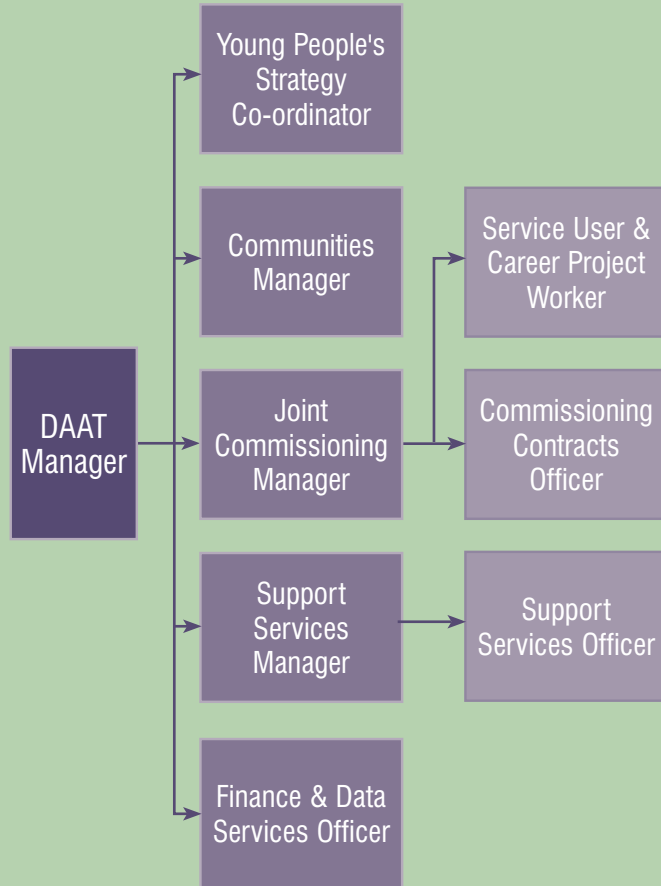 Young People's
Strategy
Co-ordinator
Communities
Manager
Service User &
Career Project
Worker
DAAT
Manager
Joint
Commissioning
Manager
Commissioning
Contracts
Officer
Support
Services
Manager
Support
Services Officer
Finance & Data
Services Officer